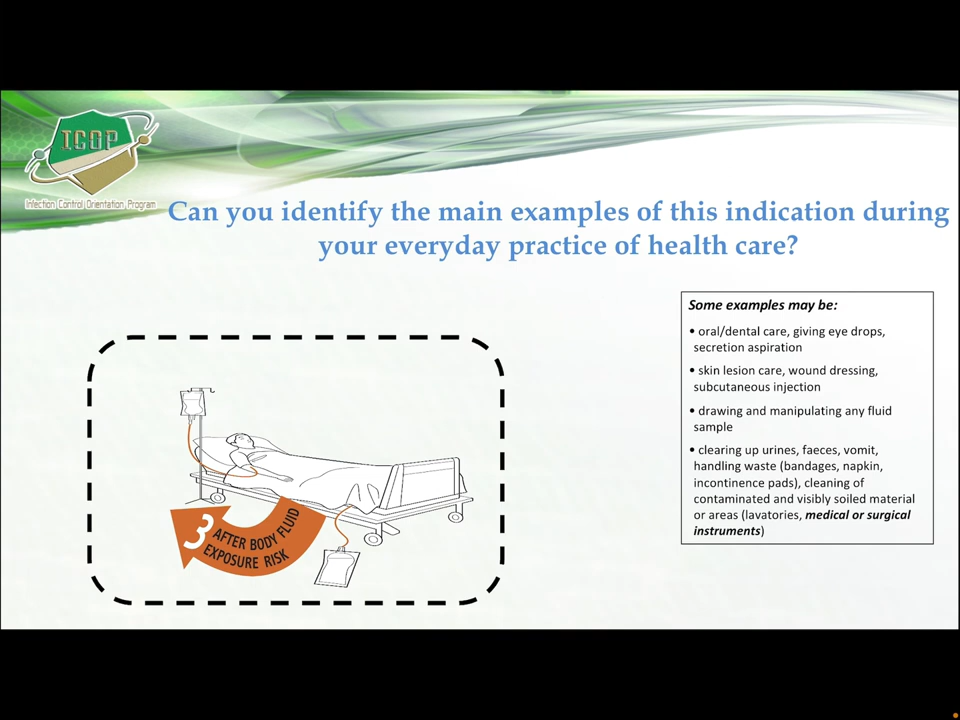 ICOP
Infection Control Orientation Program
Can you identify the main examples of this indication during
your everyday practice of health care?
Some examples may be:
• oral/dental care, giving eye drops,
secretion aspiration
• skin lesion care, wound dressing,
subcutaneous injection
• drawing and manipulating any fluid
sample
• clearing up urines, faeces, vomit,
handling waste (bandages, napkin,
incontinence pads), cleaning of
contaminated and visibly soiled material
or areas (lavatories, medical or surgical
instruments)
3
AFTER BODY FLUID
EXPOSURE RISK